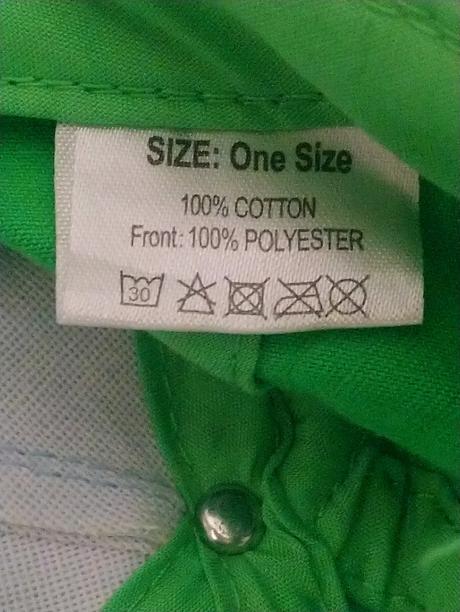 SIZE: One Size
100% COTTON
Front: 100% POLYESTER
30